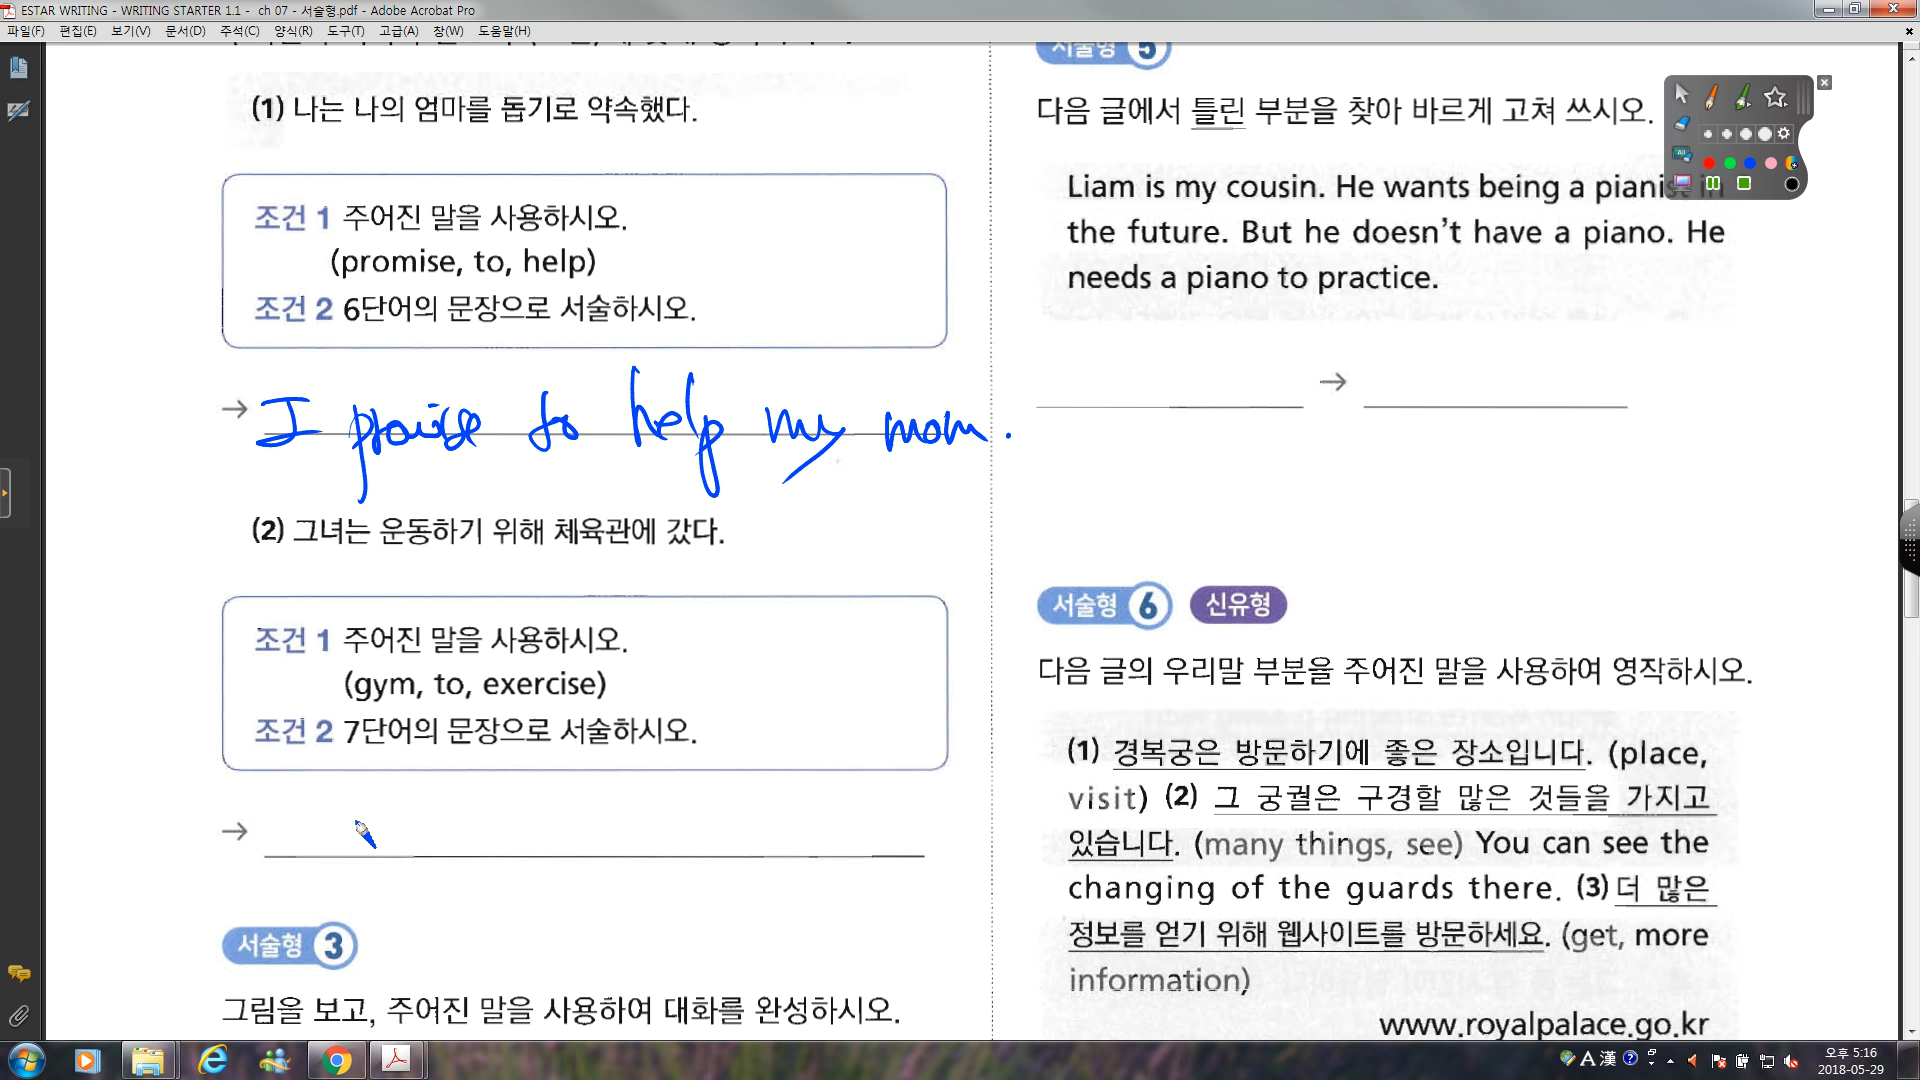 ESTAR WRITING - WRITING STARTER 1.1 - ch 07 - 서술형.pdf - Adobe Acrobat Pro
파일(F) 편집(E) 보기(V) 문서(D) 주석(C) 양식(R) 도구(T) 고급(A) 창(W) 도움말(H)
(1) 나는 나의 엄마를 돕기로 약속했다.
조건 1 주어진 말을 사용하시오.
(promise, to, help)
조건 2 6단어의 문장으로 서술하시오.
→ I to help my mom.
(2) 그녀는 운동하기 위해 체육관에 갔다.
조건 1 주어진 말을 사용하시오.
(gym, to, exercise)
조건 2 7단어의 문장으로 서술하시오.
→
서술형 3
그림을 보고, 주어진 말을 사용하여 대화를 완성하시오.
서술형 5
다음 글에서 틀린 부분을 찾아 바르게 고쳐 쓰시오.
Liam is my cousin. He wants being a pianist in
the future. But he doesn't have a piano. He
needs a piano to practice.
→
서술형 6 신유형
다음 글의 우리말 부분을 주어진 말을 사용하여 영작하시오.
(1) 경복궁은 방문하기에 좋은 장소입니다. (place,
visit) (2) 그 궁궐은 구경할 많은 것들을 가지고
있습니다. (many things, see) You can see the
changing of the guards there. (3) 더 많은
정보를 얻기 위해 웹사이트를 방문하세요. (get, more
information)
www.royalpalace.go.kr
A 漢
오후 5:16
2018-05-29